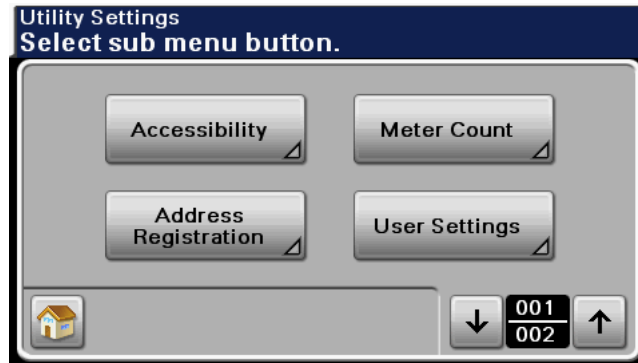 Utility Settings
Select sub menu button.
Accessibility
Meter Count
Address
Registration
User Settings
001
002